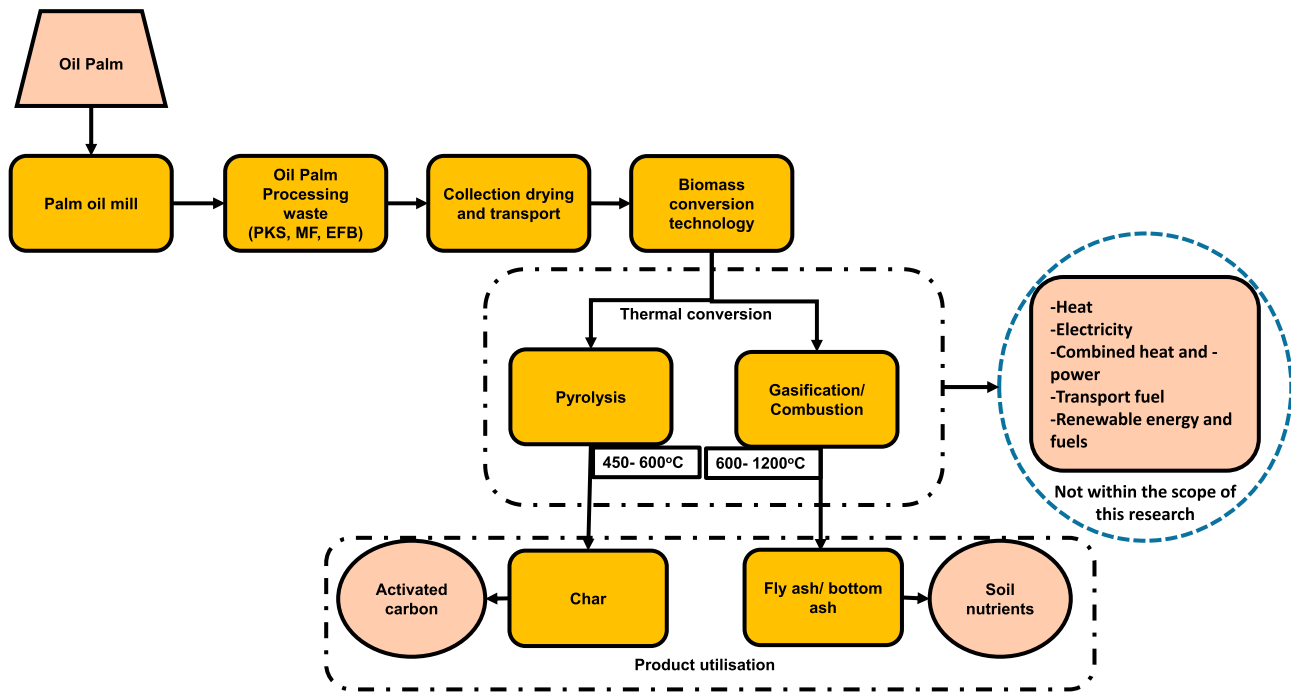 Oil Palm
Palm oil mill
Oil Palm
Processing
waste
(PKS, MF, EFB)
Collection drying
and transport
Biomass
conversion
technology
Thermal conversion
Pyrolysis
Gasification/
Combustion
450- 600°C
600- 1200°C
-Heat
-Electricity
-Combined heat and -
power
-Transport fuel
-Renewable energy and
fuels
Not within the scope of
this research
Activated
carbon
Char
Fly ash/ bottom
ash
Soil
nutrients
Product utilisation